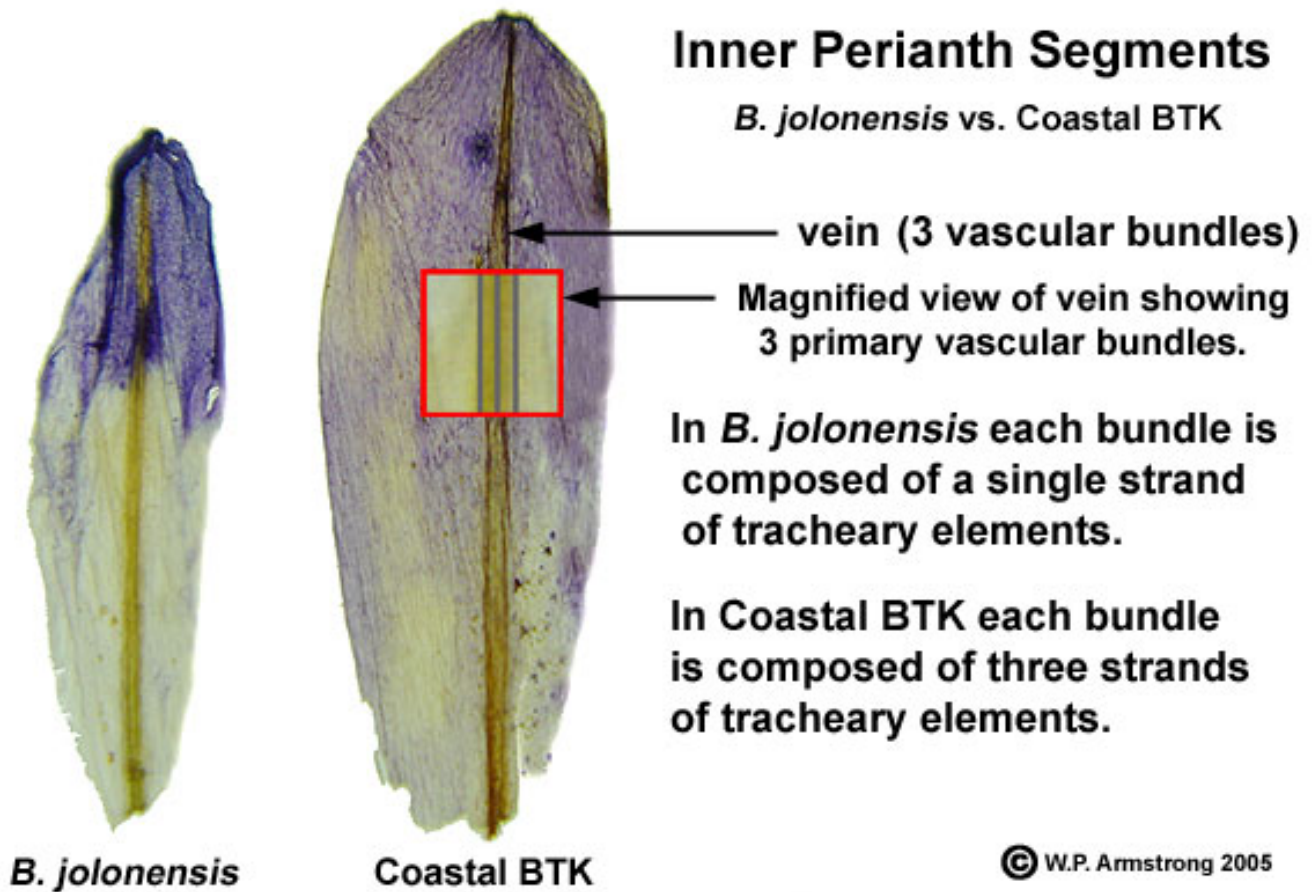 Inner Perianth Segments
B. jolonensis vs. Coastal BTK
vein (3 vascular bundles)
Magnified view of vein showing
3 primary vascular bundles.
In B. jolonensis each bundle is
composed of a single strand
of tracheary elements.
In Coastal BTK each bundle
is composed of three strands
of tracheary elements.
B. jolonensis
Coastal BTK
© W.P. Armstrong 2005